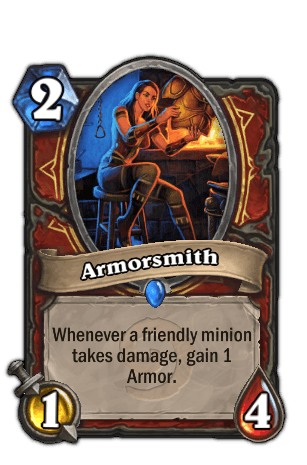 2
Armorsmith
Whenever a friendly minion
takes damage, gain 1
Armor.
1
4